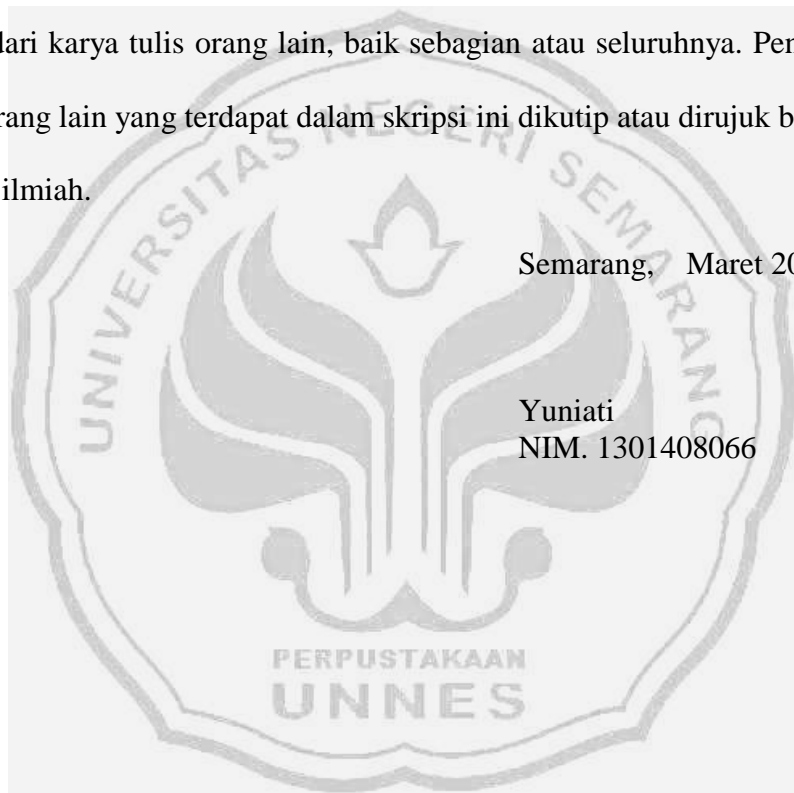 dari karya tulis orang lain, baik sebagian atau seluruhnya. Pen
rang lain yang terdapat dalam skripsi ini dikutip atau dirujuk b
ilmiah.
Semarang, Maret 20
Yuniati
NIM. 1301408066
UNIVERSITAS NEGERI SEMARANG
PERPUSTAKAAN
UNNES